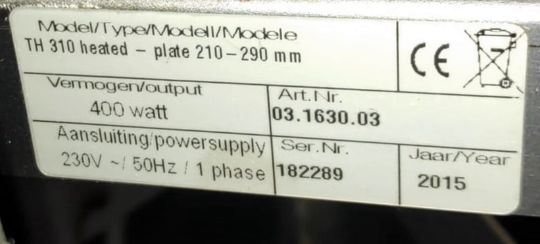 Model/Type/Modell/Modele
TH 310 heated - plate 210-290 mm
CE
Vermogen/output
400 watt
Art.Nr.
03.1630.03
Aansluiting/powersupply
230V ~/ 50Hz / 1 phase
Ser.Nr.
182289
Jaar/Year
2015